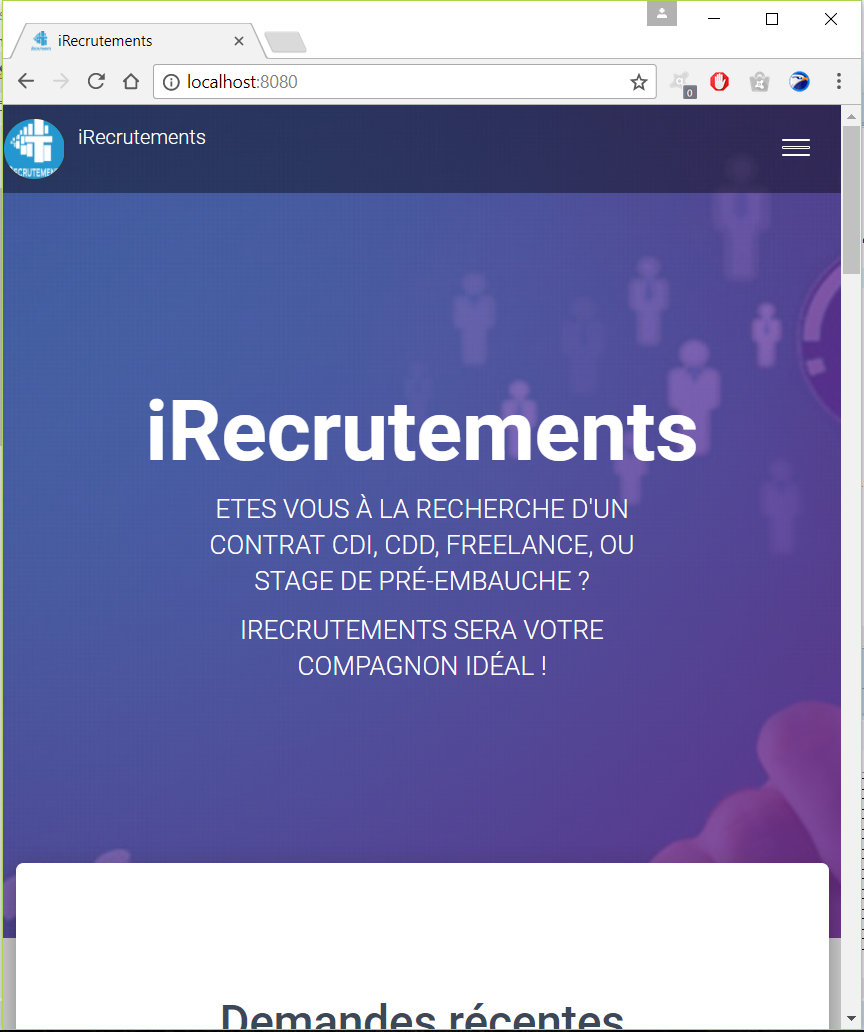 iRecrutements
localhost:8080
0
iRecrutements
iRecrutements
ETES VOUS À LA RECHERCHE D'UN
CONTRAT CDI, CDD, FREELANCE, OU
STAGE DE PRÉ-EMBAUCHE ?
IRECRUTEMENTS SERA VOTRE
COMPAGNON IDÉAL !
Demandes récentes